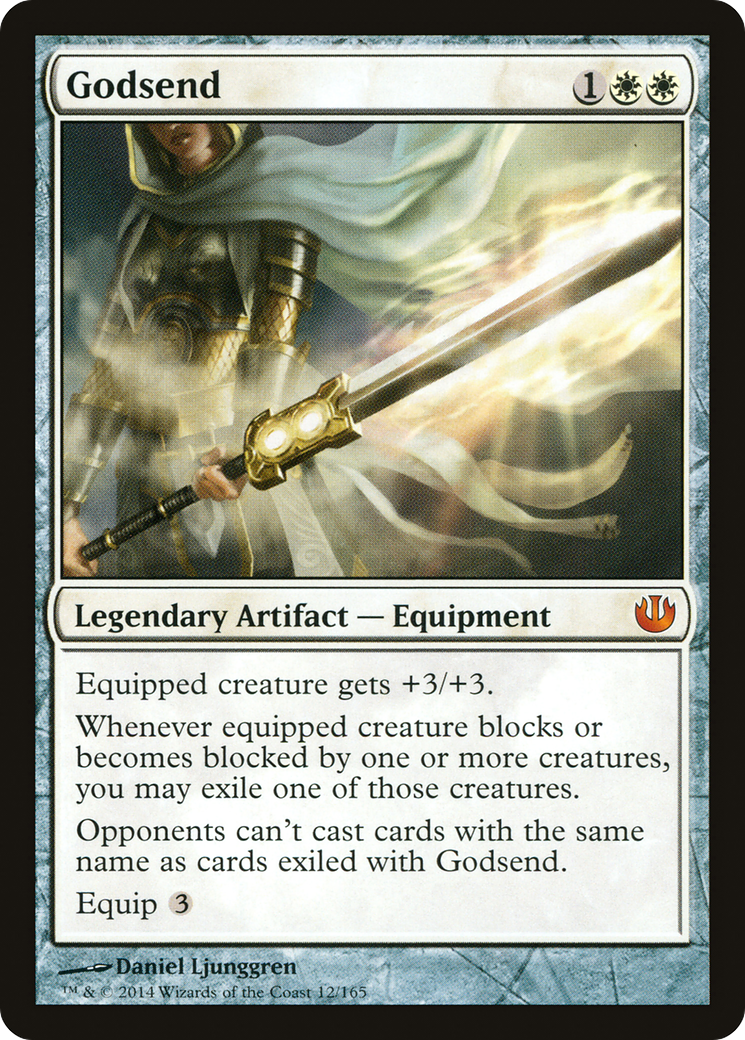 Godsend 1
Legendary Artifact — Equipment
Equipped creature gets +3/+3.
Whenever equipped creature blocks or
becomes blocked by one or more creatures,
you may exile one of those creatures.
Opponents can't cast cards with the same
name as cards exiled with Godsend.
Equip 3
Daniel Ljunggren
™ & © 2014 Wizards of the Coast 12/165